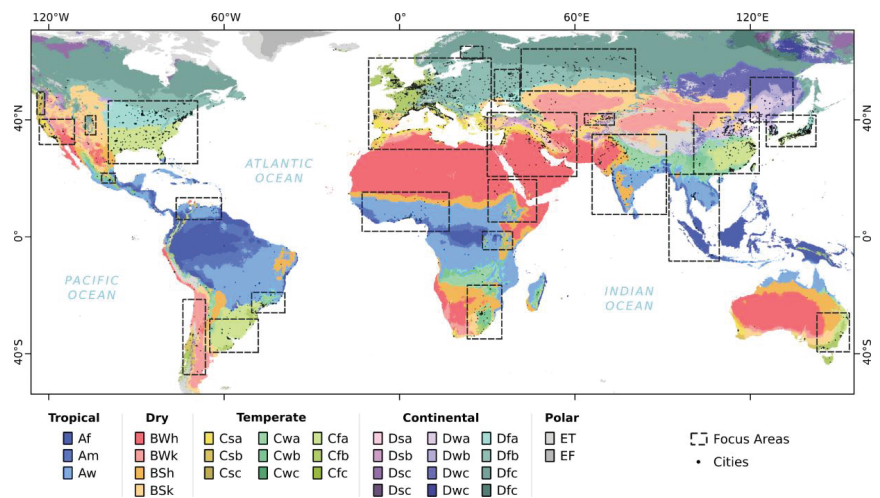 120°W 60°W 0° 60°E 120°E
40°N 40°N
ATLANTIC
OCEAN
0° 0°
PACIFIC
OCEAN
INDIAN
OCEAN
40°S 40°S
Tropical Dry Temperate Continental Polar
Af BWh Csa Cwa Cfa Dsa Dwa Dfa ET
Am BWk Csb Cwb Cfb Dsb Dwb Dfb EF
Aw BSh Csc Cwc Cfc Dsc Dwc Dfc
BSk Dsc Dwc Dfc
Focus Areas
Cities